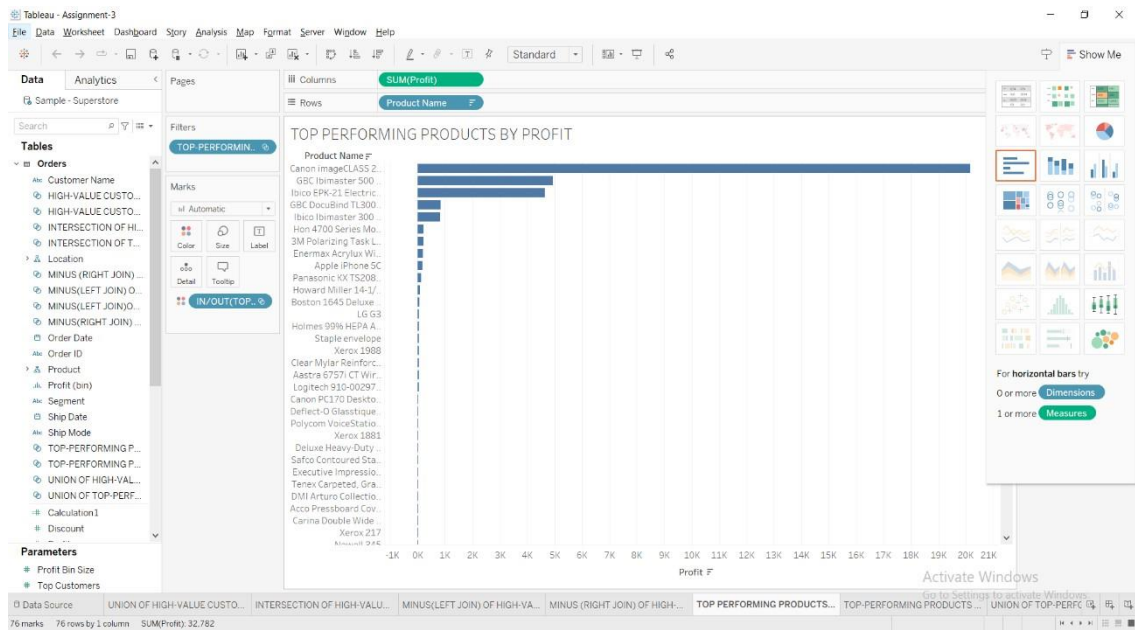 Tableau - Assignment-3
File Data Worksheet Dashboard Story Analysis Map Format Server Window Help
Standard
Show Me
Data Analytics
Sample - Superstore
Search
Tables
Orders
Abc Customer Name
HIGH-VALUE CUSTO...
HIGH-VALUE CUSTO...
INTERSECTION OF HI...
INTERSECTION OF T...
Location
MINUS (RIGHT JOIN) ...
MINUS(LEFT JOIN) O...
MINUS(LEFT JOIN)O...
MINUS(RIGHT JOIN) ...
Order Date
Abc Order ID
Product
Profit (bin)
Abc Segment
Ship Date
Abc Ship Mode
TOP-PERFORMING P...
TOP-PERFORMING P...
UNION OF HIGH-VAL...
UNION OF TOP-PERF...
=# Calculation1
# Discount
Parameters
# Profit Bin Size
# Top Customers
Pages
Filters
TOP-PERFORMIN..
Marks
Automatic
Color Size Label
Detail Tooltip
IN/OUT(TOP..
Columns SUM(Profit)
Rows Product Name
TOP PERFORMING PRODUCTS BY PROFIT
Product Name
Canon imageCLASS 2..
GBC Ibimaster 500 ..
Ibico EPK-21 Electric..
GBC DocuBind TL300..
Ibico Ibimaster 300 ..
Hon 4700 Series Mo..
3M Polarizing Task L..
Enermax Acrylux Wi..
Apple iPhone 5C
Panasonic KX TS208..
Howard Miller 14-1/..
Boston 1645 Deluxe ..
LG G3
Holmes 99% HEPA A..
Staple envelope
Xerox 1988
Clear Mylar Reinforc..
Aastra 6757i CT Wir..
Logitech 910-00297..
Canon PC170 Deskto..
Deflect-O Glasstique..
Polycom VoiceStatio..
Xerox 1881
Deluxe Heavy-Duty ..
Safco Contoured Sta..
Executive Impressio..
Tenex Carpeted, Gra..
DMI Arturo Collectio..
Acco Pressboard Cov..
Carina Double Wide ..
Xerox 217
Newell 345
-1K 0K 1K 2K 3K 4K 5K 6K 7K 8K 9K 10K 11K 12K 13K 14K 15K 16K 17K 18K 19K 20K 21K
Profit
For horizontal bars try
0 or more Dimensions
1 or more Measures
Activate Windows
Go to Settings to activate Windows.
Data Source UNION OF HIGH-VALUE CUSTO... INTERSECTION OF HIGH-VALU... MINUS(LEFT JOIN) OF HIGH-VA... MINUS (RIGHT JOIN) OF HIGH-... TOP PERFORMING PRODUCTS... TOP-PERFORMING PRODUCTS ... UNION OF TOP-PERFO
76 marks 76 rows by 1 column SUM(Profit): 32,782